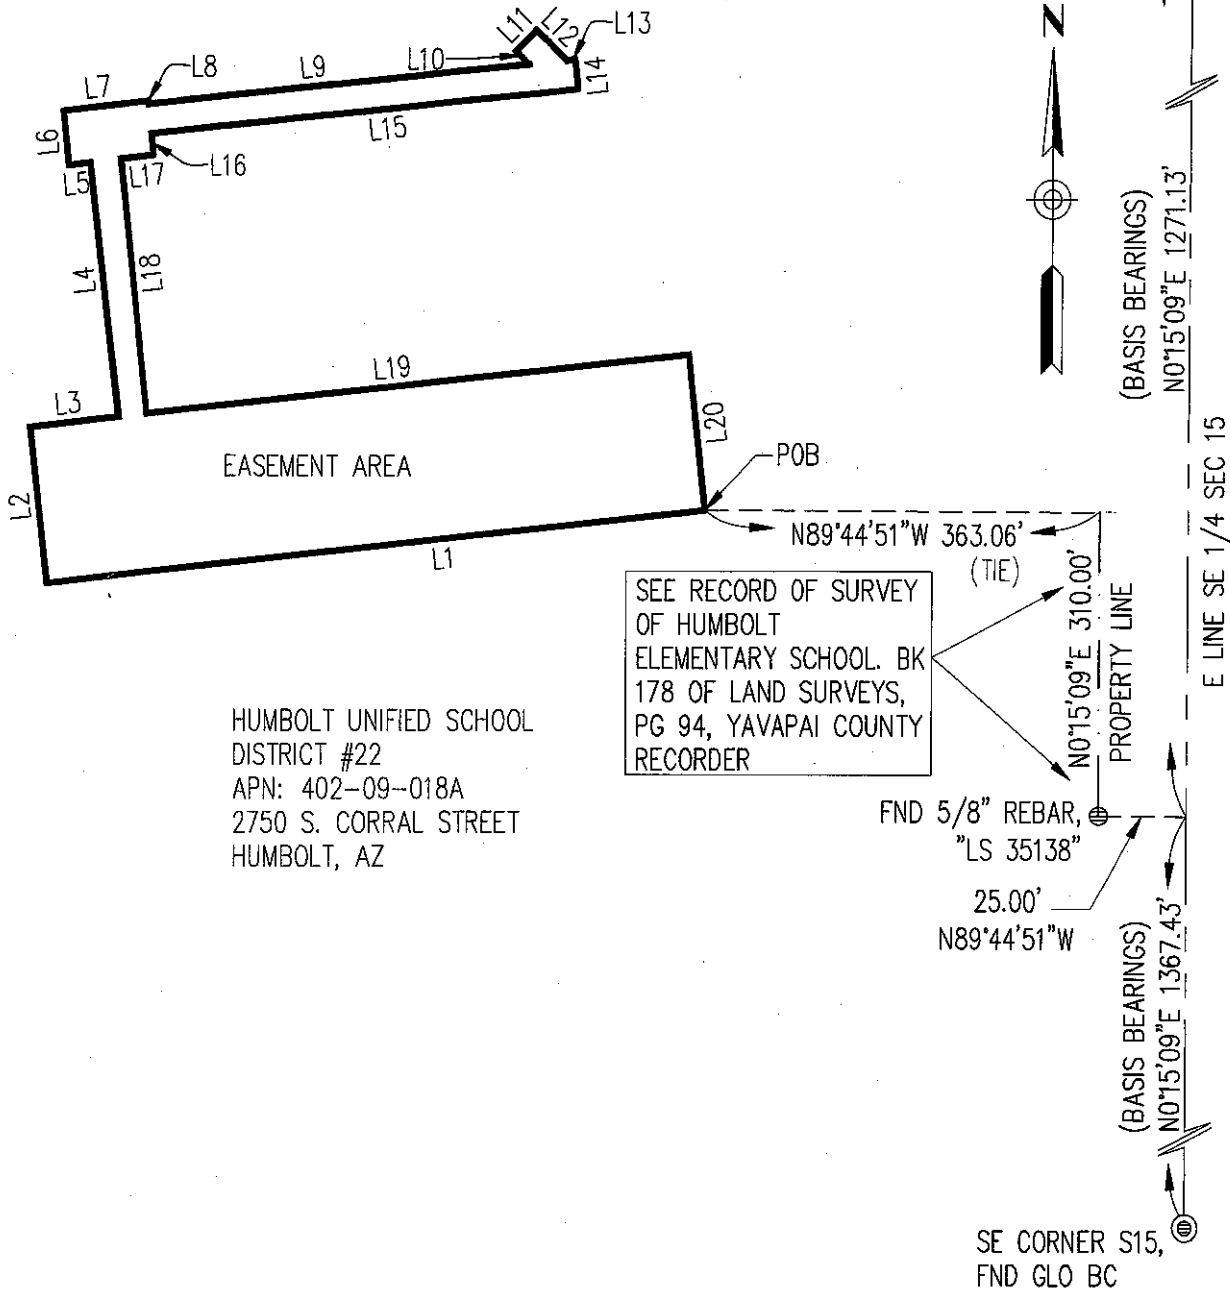 L11
L12
L13
N
L10
L9
L8
L7
L14
L6
L15
L16
L5
L17
L4
L18
(BASIS BEARINGS)
N0°15'09"E 1271.13'
L19
L3
L20
E LINE SE 1/4 SEC 15
EASEMENT AREA
POB
L2
L1
N89°44'51"W 363.06'
(TIE)
SEE RECORD OF SURVEY
OF HUMBOLT
ELEMENTARY SCHOOL. BK
178 OF LAND SURVEYS,
PG 94, YAVAPAI COUNTY
RECORDER
N0°15'09"E 310.00'
PROPERTY LINE
HUMBOLT UNIFIED SCHOOL
DISTRICT #22
APN: 402-09-018A
2750 S. CORRAL STREET
HUMBOLT, AZ
FND 5/8" REBAR,
"LS 35138"
25.00'
N89°44'51"W
(BASIS BEARINGS)
N0°15'09"E 1367.43'
SE CORNER S15,
FND GLO BC